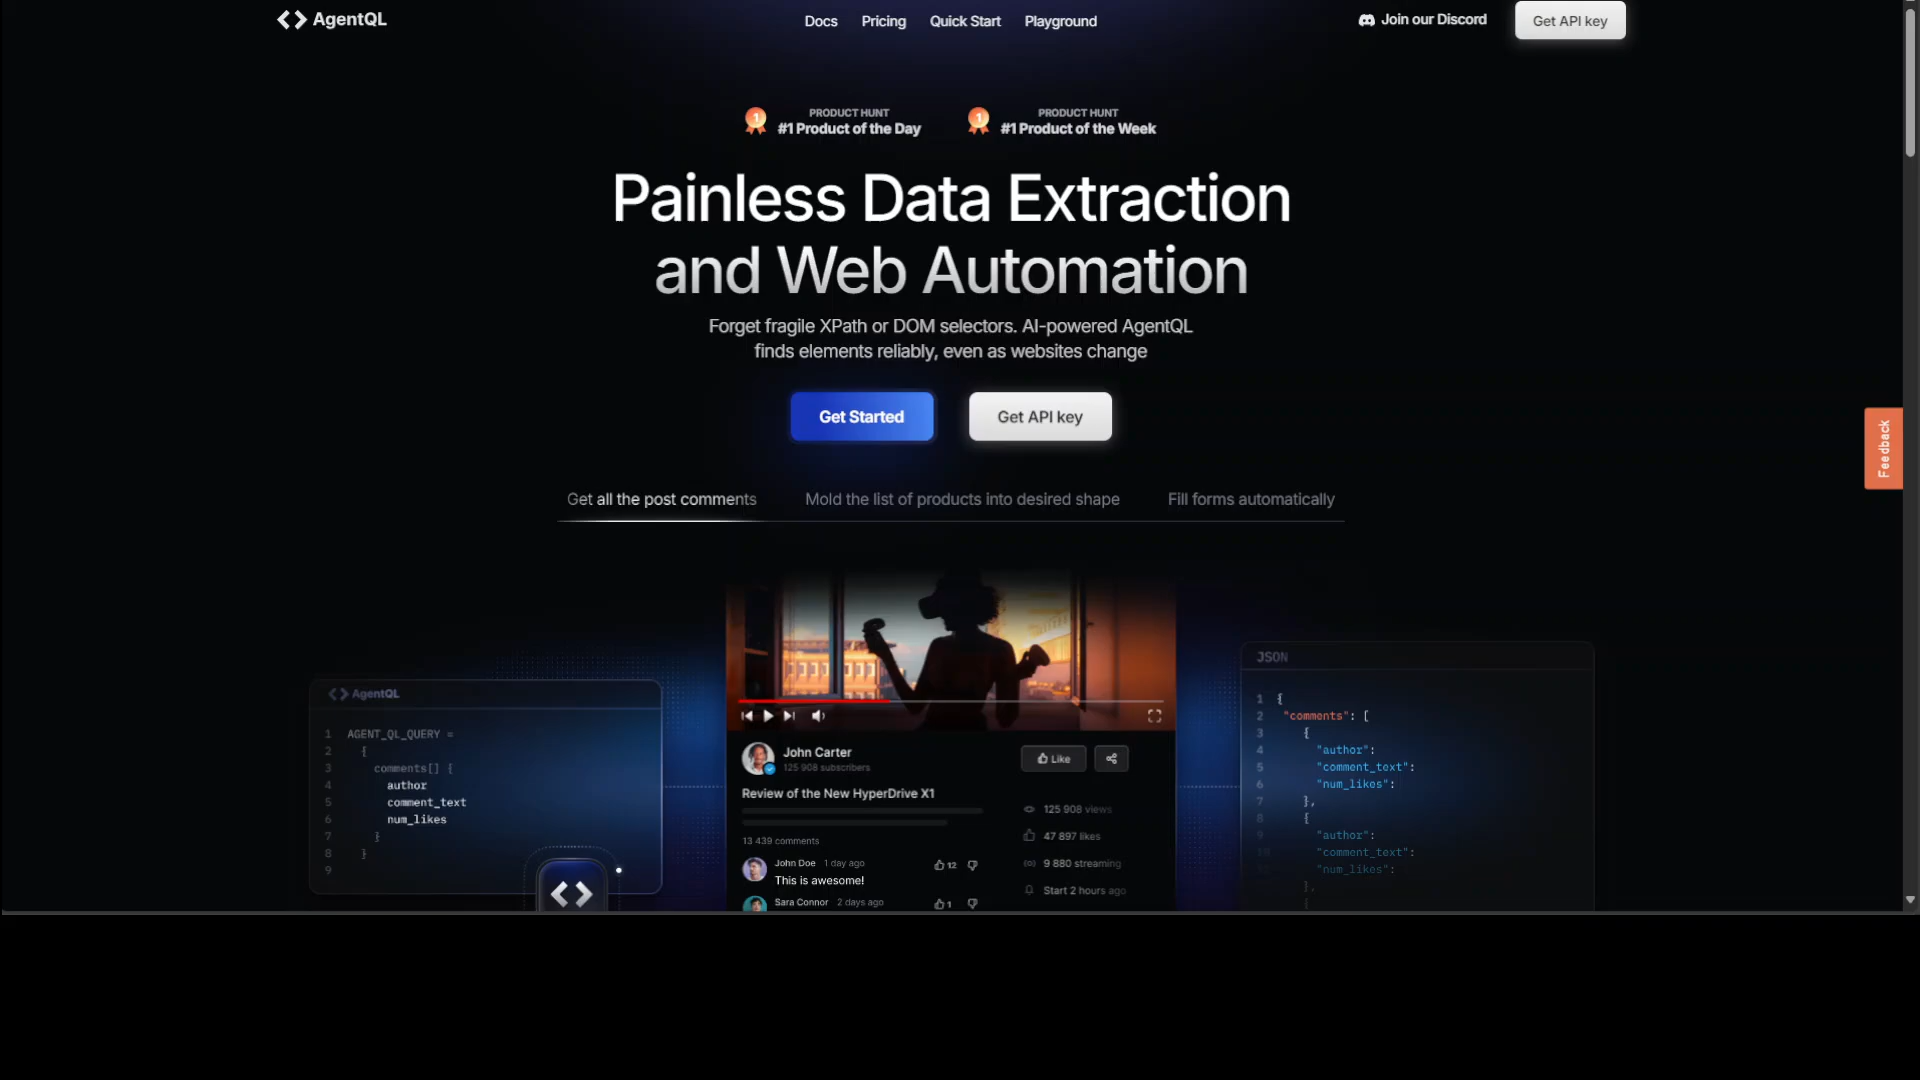 AgentQL
Docs
Pricing
Quick Start
Playground
Join our Discord
Get API key
PRODUCT HUNT
#1 Product of the Day
PRODUCT HUNT
#1 Product of the Week
Painless Data Extraction
and Web Automation
Forget fragile XPath or DOM selectors. AI-powered AgentQL
finds elements reliably, even as websites change
Get Started
Get API key
Feedback
Get all the post comments
Mold the list of products into desired shape
Fill forms automatically
AgentQL
1 AGENT_QL_QUERY =
2 {
3 comments[] {
4 author
5 comment_text
6 num_likes
7 }
8 }
9
John Carter
125 908 subscribers
Like
Review of the New HyperDrive X1
125 908 views
47 897 likes
9 880 streaming
Start 2 hours ago
13 439 comments
John Doe 1 day ago
12
This is awesome!
Sara Connor 2 days ago
1
JSON
1 {
2 "comments": [
3 {
4 "author":
5 "comment_text":
6 "num_likes":
7 },
8 {
9 "author":
10 "comment_text":
"num_likes":
},
{